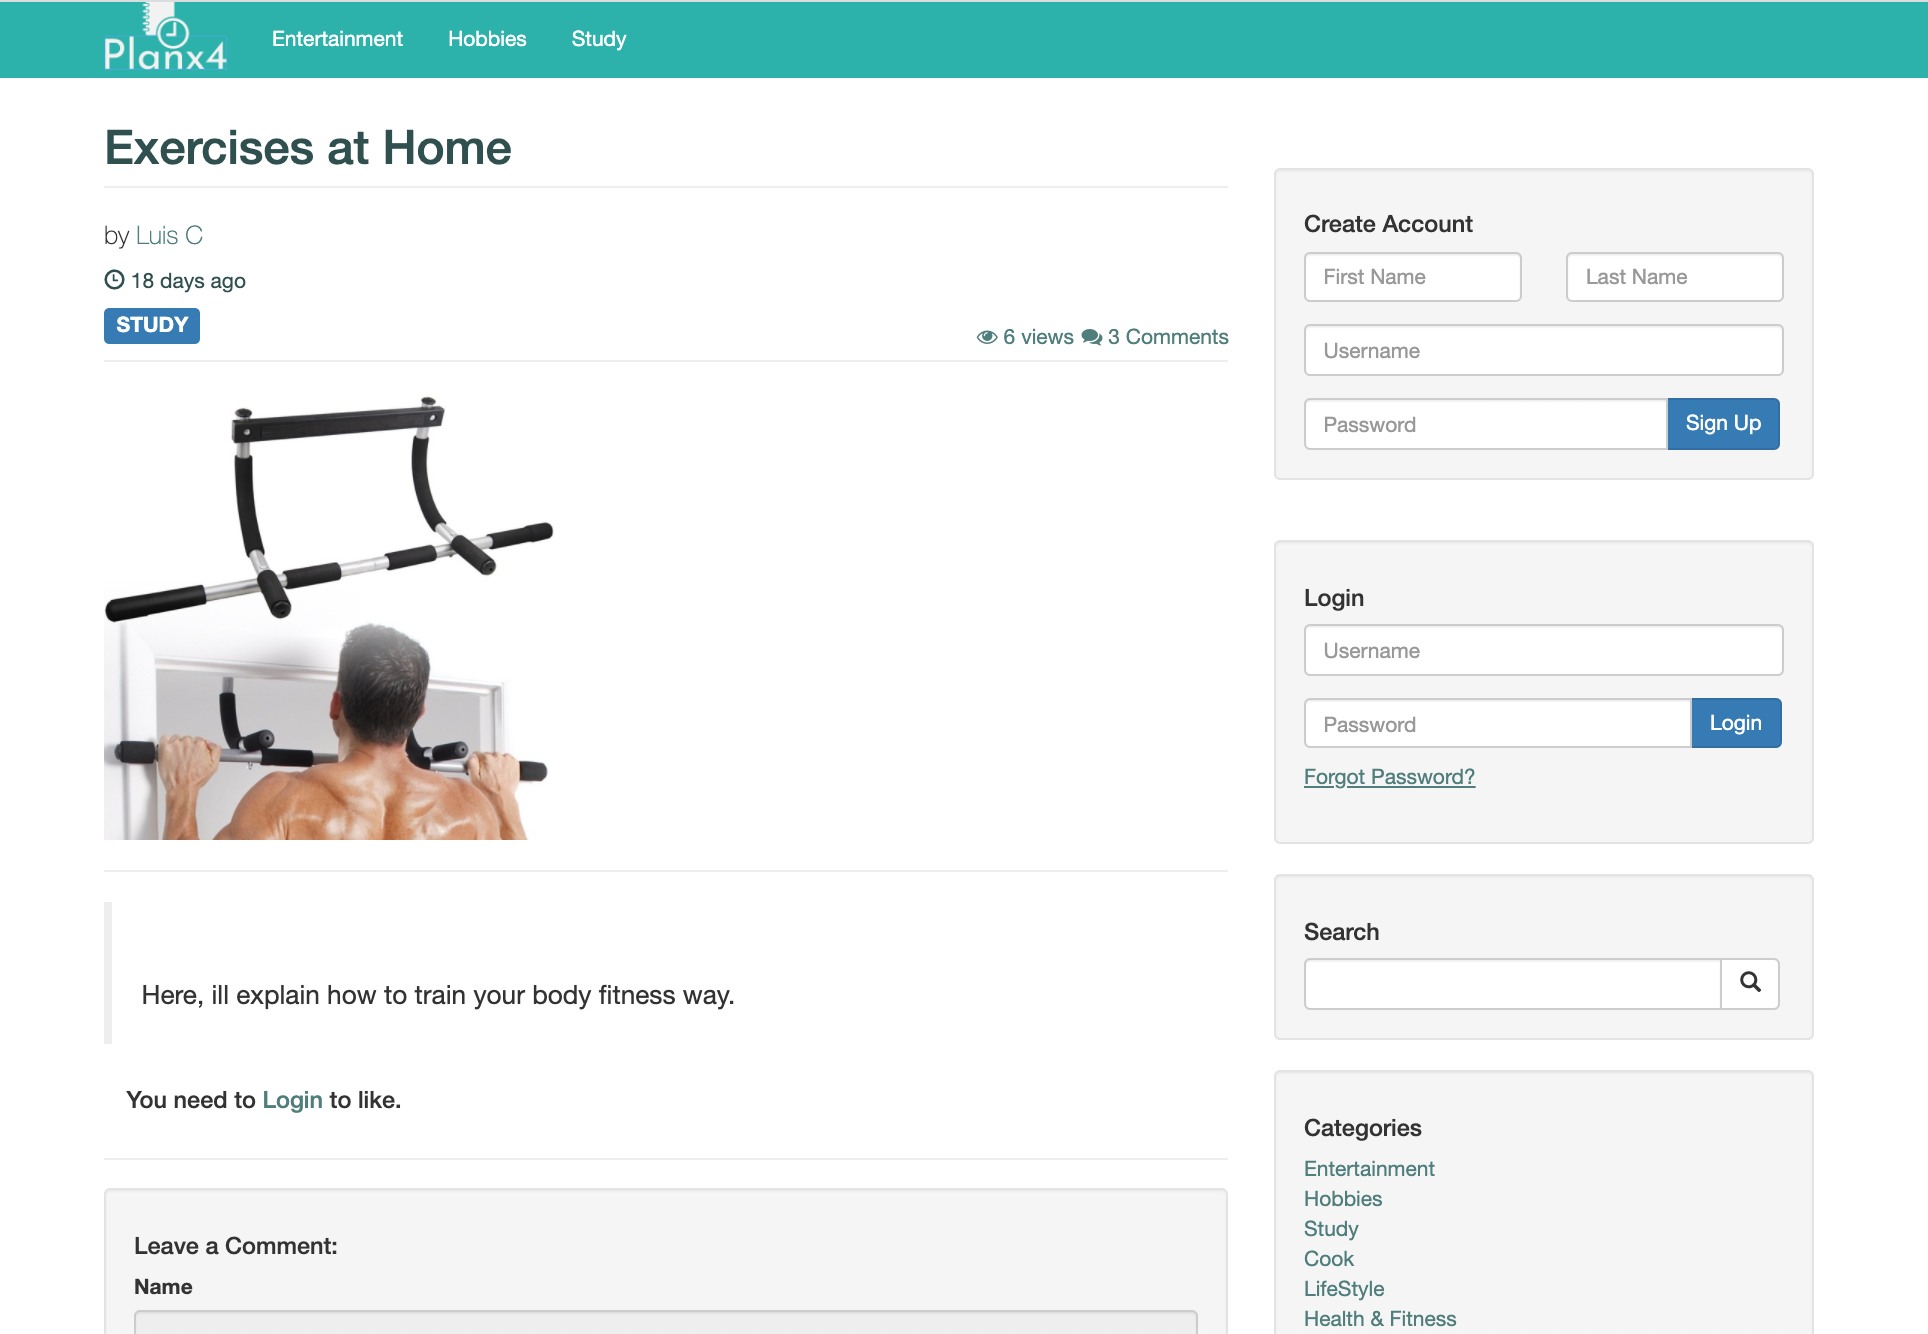 Planx4
Entertainment Hobbies Study
Exercises at Home
by Luis C
18 days ago
STUDY
6 views 3 Comments
Here, ill explain how to train your body fitness way.
You need to Login to like.
Leave a Comment:
Name
Create Account
First Name Last Name
Username
Password Sign Up
Login
Username
Password Login
Forgot Password?
Search
Categories
Entertainment
Hobbies
Study
Cook
LifeStyle
Health & Fitness